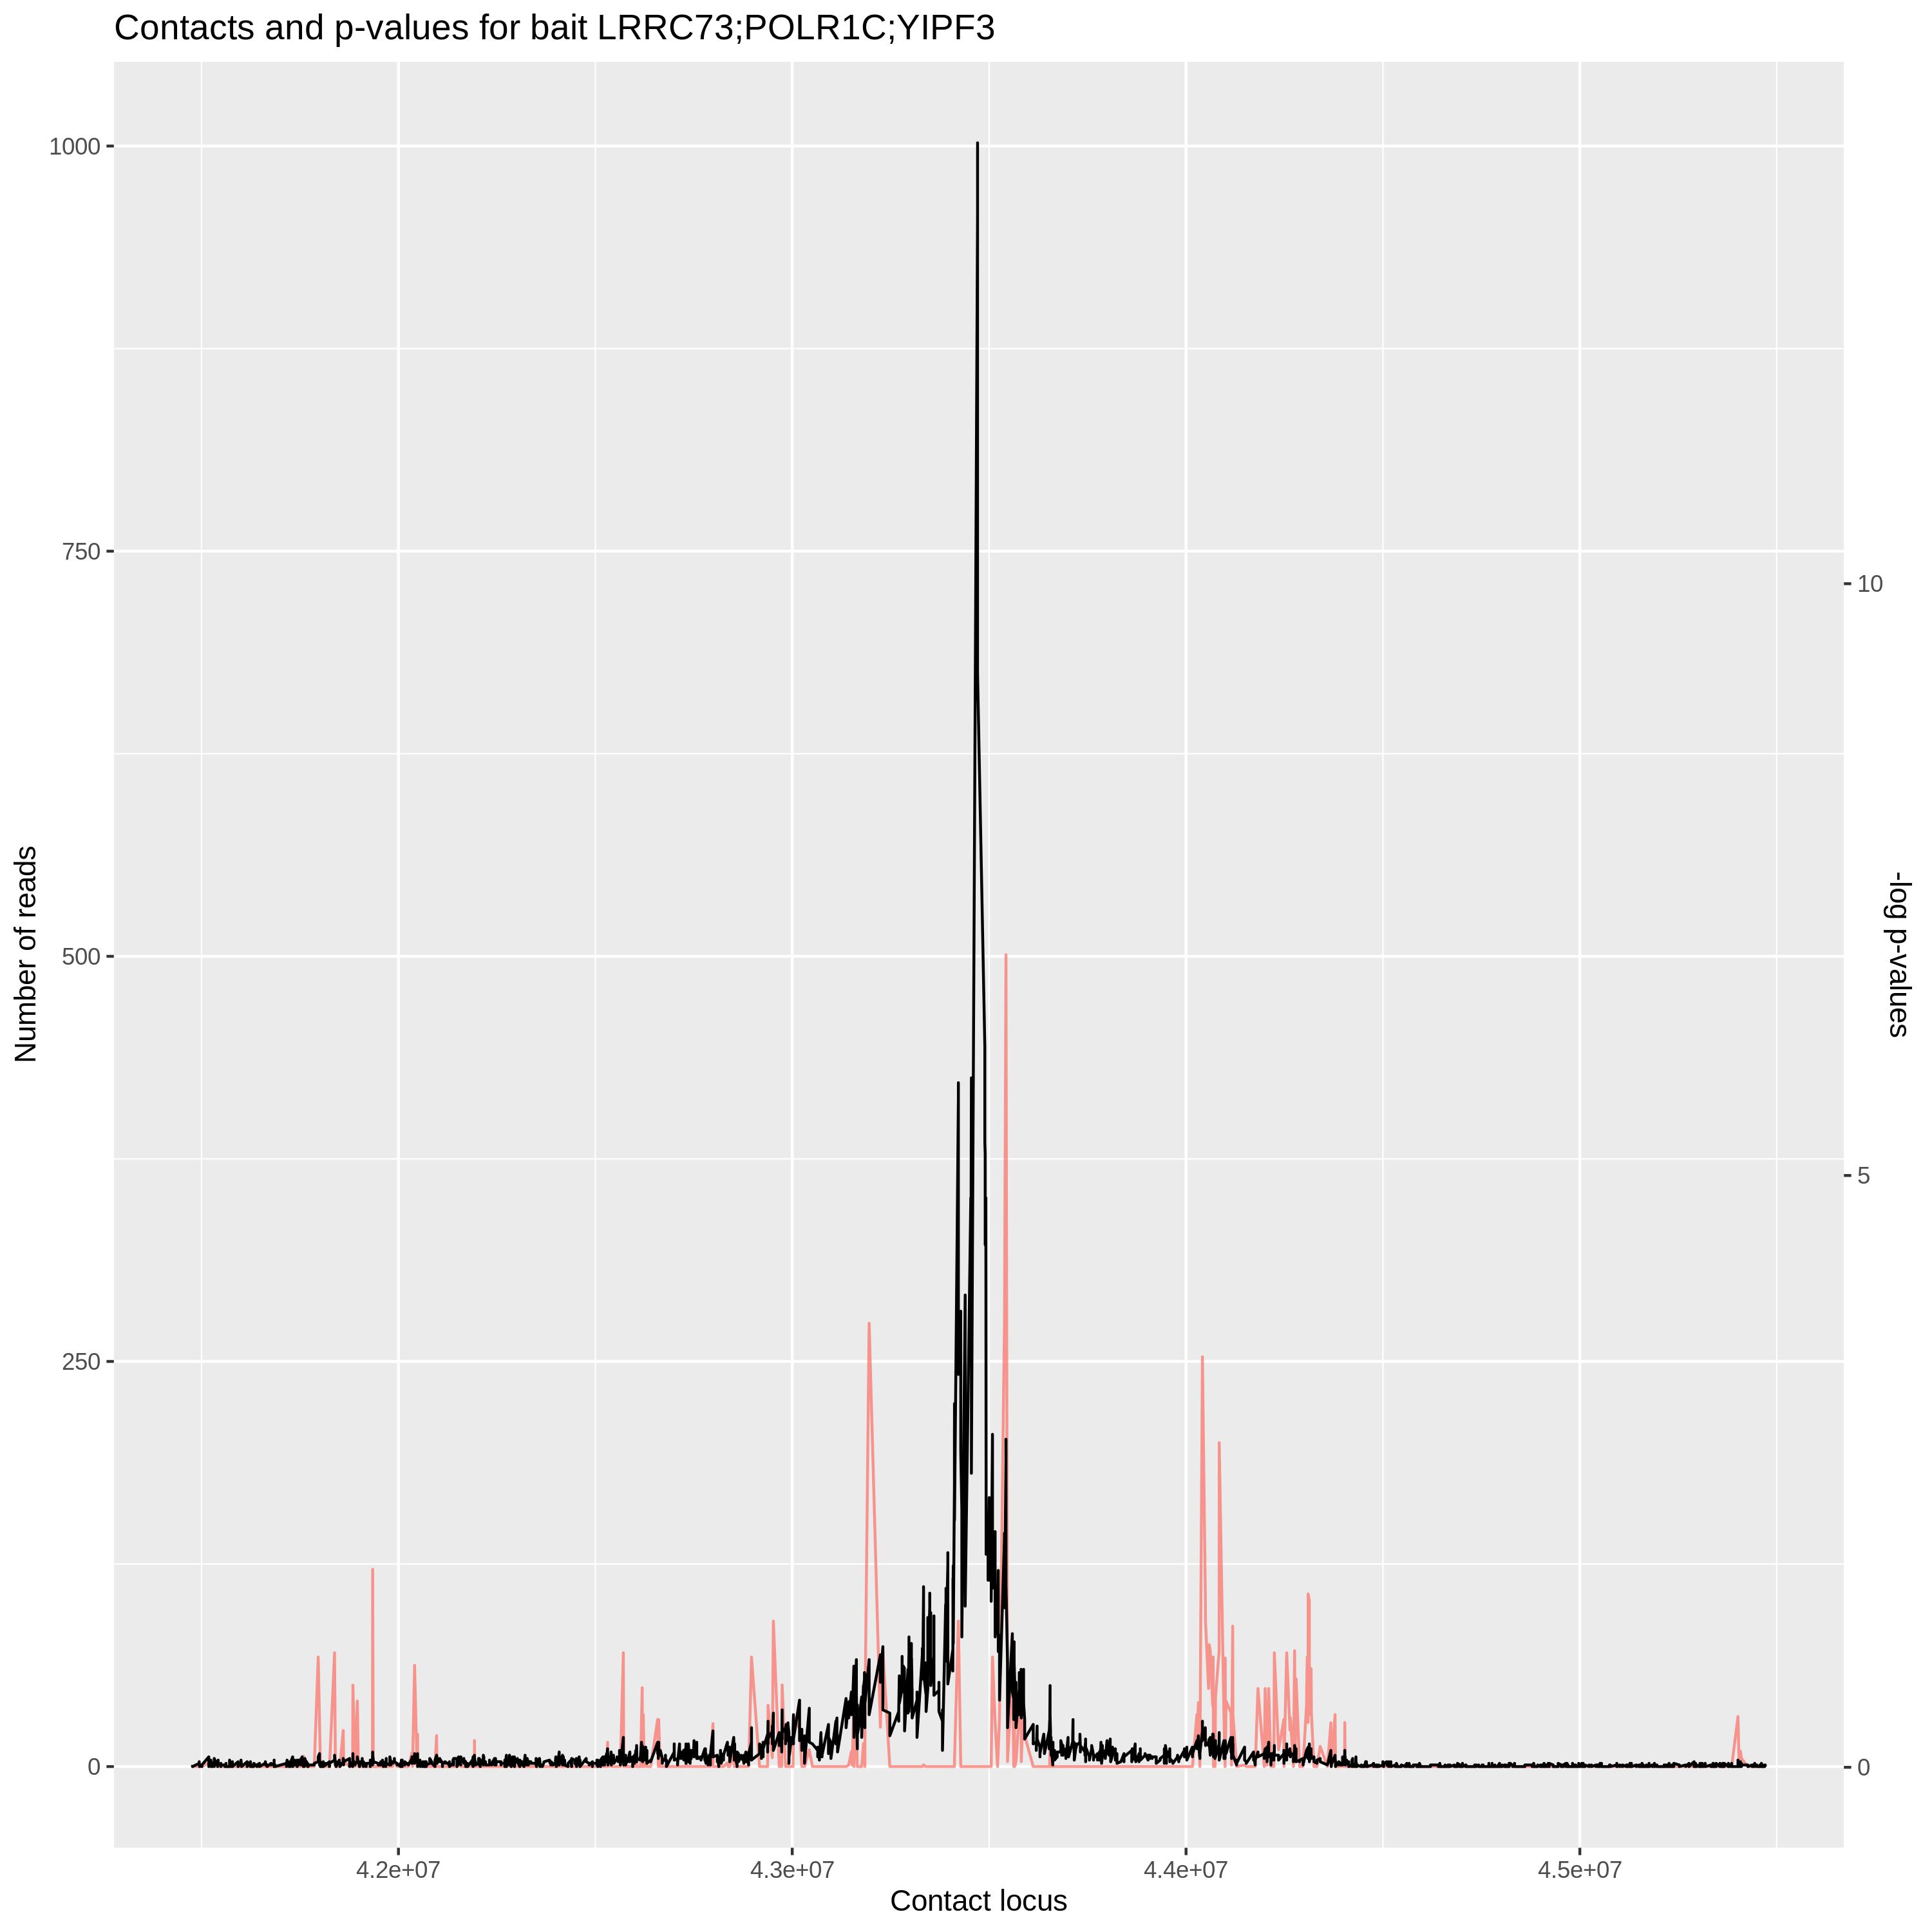 Contacts and p-values for bait LRRC73;POLR1C;YIPF3
1000
750
500
250
0
Number of reads
10
5
0
-log p-values
4.2e+07
4.3e+07
4.4e+07
4.5e+07
Contact locus